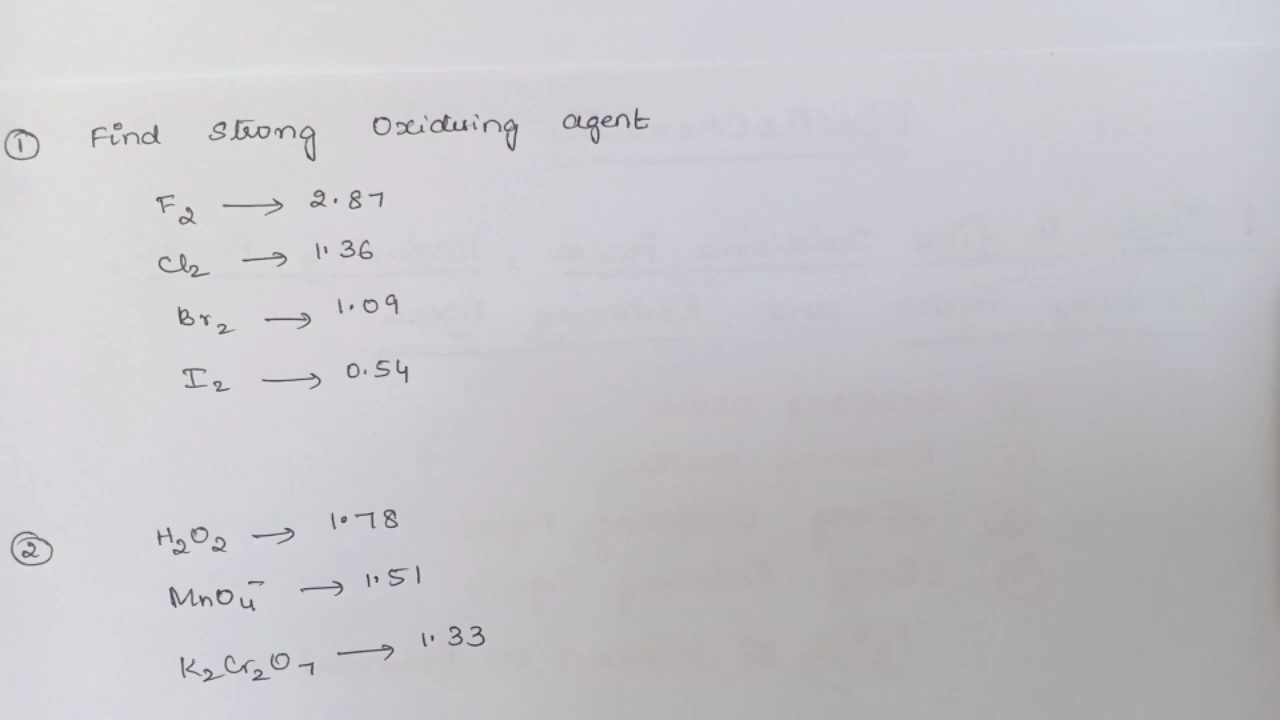 ① Find strong Oxidising agent
F₂ → 2.87
Cl₂ → 1.36
Br₂ → 1.09
I₂ → 0.54
② H₂O₂ → 1.78
MnO₄⁻ → 1.51
K₂Cr₂O₇ → 1.33